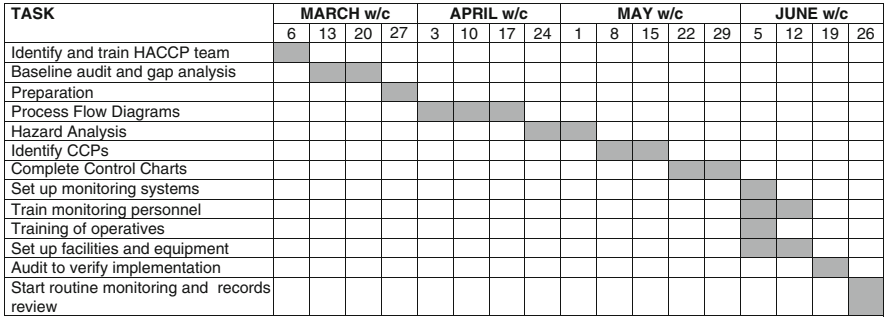 TASK MARCH w/c APRIL w/c MAY w/c JUNE w/c
6 13 20 27 3 10 17 24 1 8 15 22 29 5 12 19 26
Identify and train HACCP team
Baseline audit and gap analysis
Preparation
Process Flow Diagrams
Hazard Analysis
Identify CCPs
Complete Control Charts
Set up monitoring systems
Train monitoring personnel
Training of operatives
Set up facilities and equipment
Audit to verify implementation
Start routine monitoring and records
review